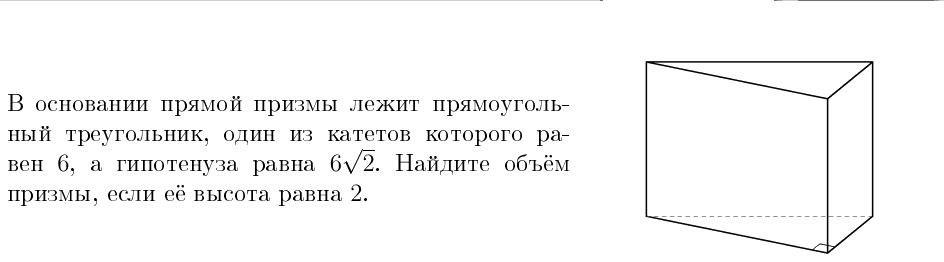 В основании прямой призмы лежит прямоуголь-
ный треугольник, один из катетов которого ра-
вен 6, а гипотенуза равна 6√2. Найдите объём
призмы, если её высота равна 2.